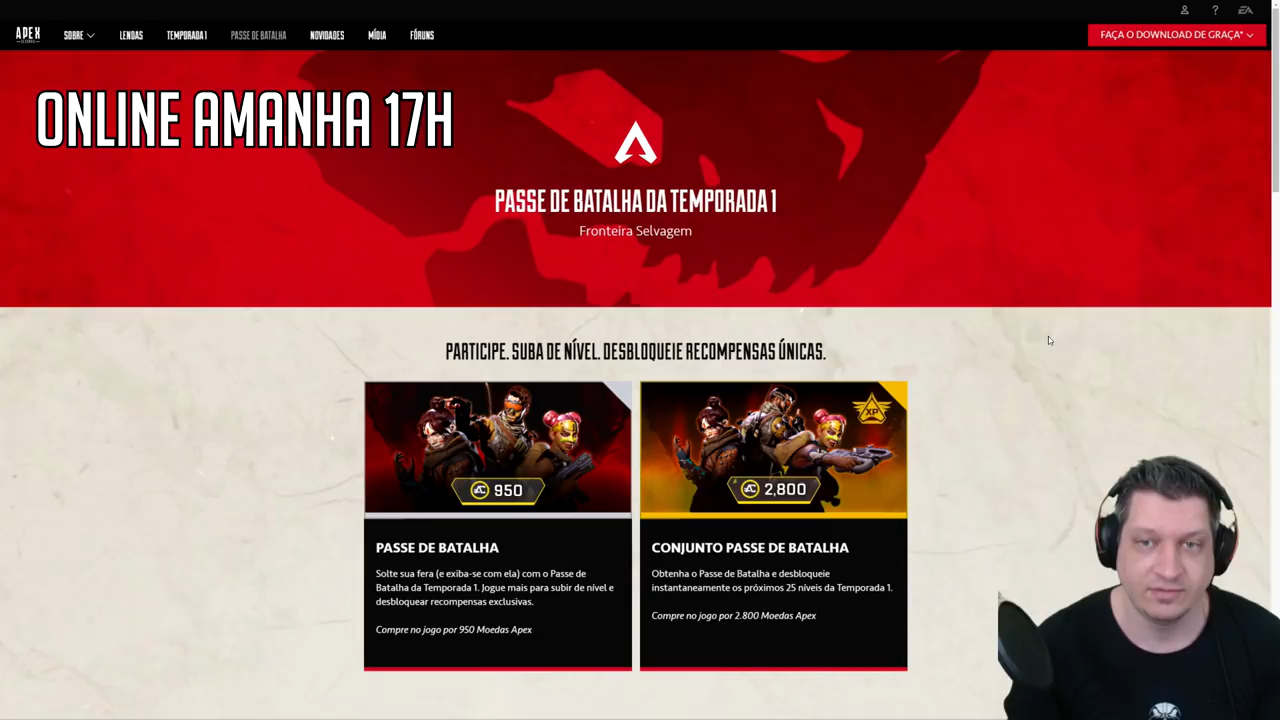 APEX
SOBRE
LENDAS
TEMPORADA 1
PASSE DE BATALHA
NOVIDADES
MÍDIA
FÓRUNS
?
EA
FAÇA O DOWNLOAD DE GRAÇA*
ONLINE AMANHA 17H
PASSE DE BATALHA DA TEMPORADA 1
Fronteira Selvagem
PARTICIPE. SUBA DE NÍVEL. DESBLOQUEIE RECOMPENSAS ÚNICAS.
950
PASSE DE BATALHA
Solte sua fera (e exiba-se com ela) com o Passe de
Batalha da Temporada 1. Jogue mais para subir de nível e
desbloquear recompensas exclusivas.
Compre no jogo por 950 Moedas Apex
XP
2,800
CONJUNTO PASSE DE BATALHA
Obtenha o Passe de Batalha e desbloqueie
instantaneamente os próximos 25 níveis da Temporada 1.
Compre no jogo por 2.800 Moedas Apex